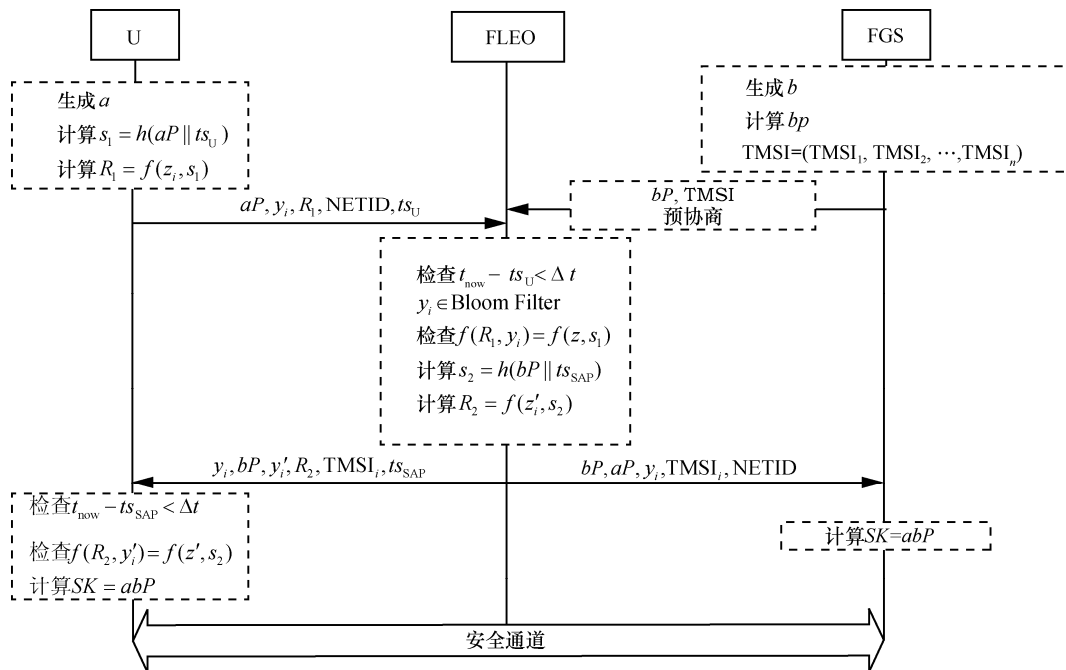 U
FLEO
FGS
生成a
计算s₁ = h(aP || ts_U)
计算R₁ = f(z_i, s₁)
生成b
计算bp
TMSI=(TMSI₁, TMSI₂, ···,TMSI_n)
aP, y_i, R₁, NETID, ts_U
bP, TMSI
预协商
检查t_now − ts_U < Δt
y_i ∈ Bloom Filter
检查f(R₁, y_i) = f(z, s₁)
计算s₂ = h(bP || ts_SAP)
计算R₂ = f(z′_i, s₂)
y_i, bP, y′_i, R₂, TMSI_i, ts_SAP
bP, aP, y_i, TMSI_i, NETID
检查t_now − ts_SAP < Δt
检查f(R₂, y′_i) = f(z′, s₂)
计算SK = abP
计算SK=abP
安全通道